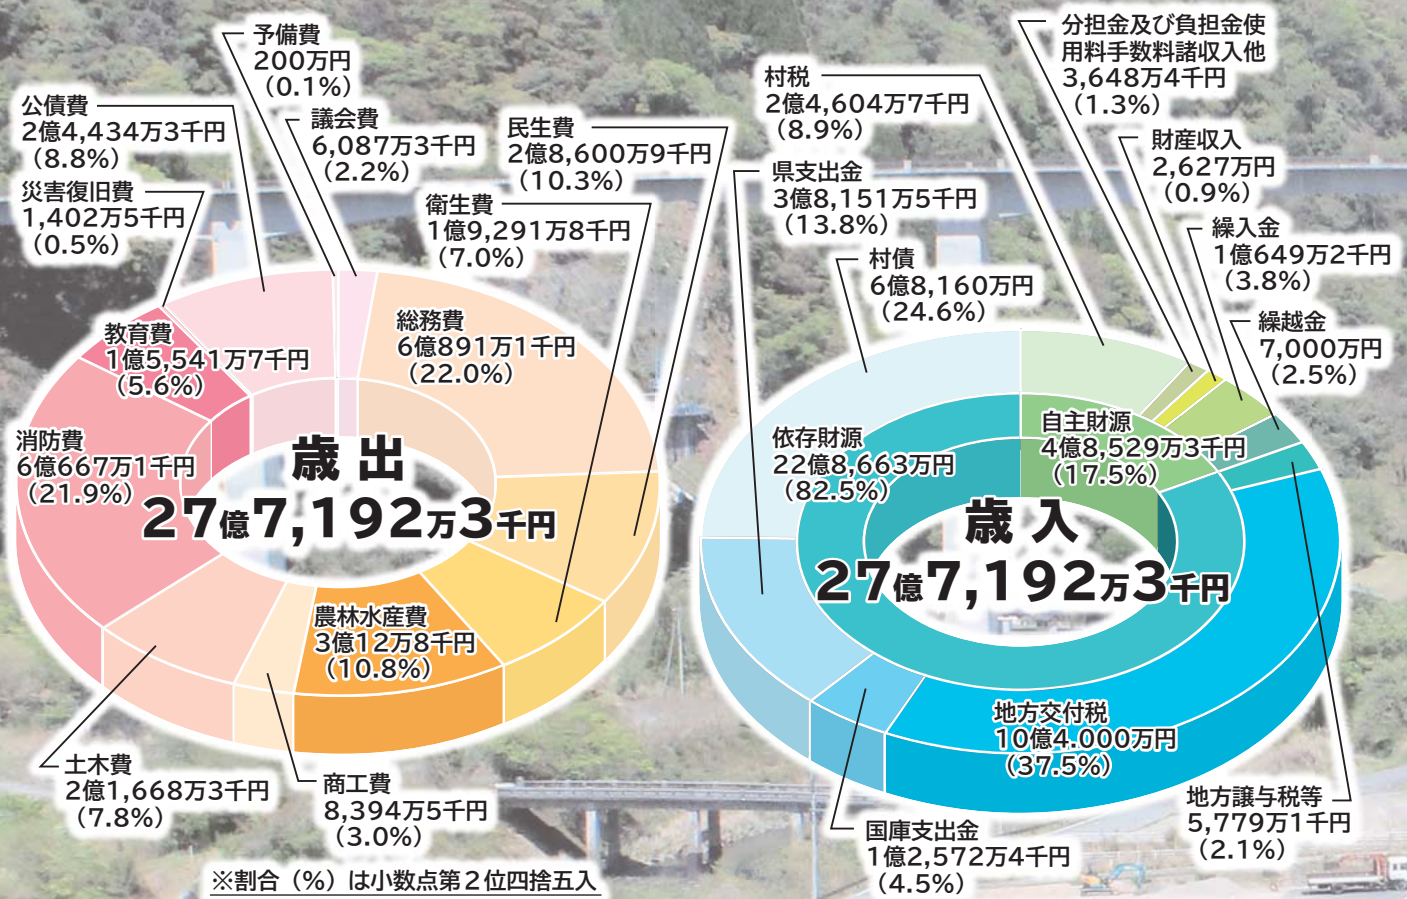 予備費
200万円
（0.1%）
公債費
2億4,434万3千円
（8.8%）
議会費
6,087万3千円
（2.2%）
民生費
2億8,600万9千円
（10.3%）
災害復旧費
1,402万5千円
（0.5%）
衛生費
1億9,291万8千円
（7.0%）
教育費
1億5,541万7千円
（5.6%）
総務費
6億891万1千円
（22.0%）
消防費
6億667万1千円
（21.9%）
歳出
27億7,192万3千円
農林水産費
3億12万8千円
（10.8%）
土木費
2億1,668万3千円
（7.8%）
商工費
8,394万5千円
（3.0%）
※割合（%）は小数点第2位四捨五入
分担金及び負担金使
用料手数料諸収入他
3,648万4千円
（1.3%）
村税
2億4,604万7千円
（8.9%）
財産収入
2,627万円
（0.9%）
県支出金
3億8,151万5千円
（13.8%）
繰入金
1億649万2千円
（3.8%）
村債
6億8,160万円
（24.6%）
繰越金
7,000万円
（2.5%）
自主財源
4億8,529万3千円
（17.5%）
依存財源
22億8,663万円
（82.5%）
歳入
27億7,192万3千円
地方交付税
10億4.000万円
（37.5%）
地方譲与税等
5,779万1千円
（2.1%）
国庫支出金
1億2,572万4千円
（4.5%）